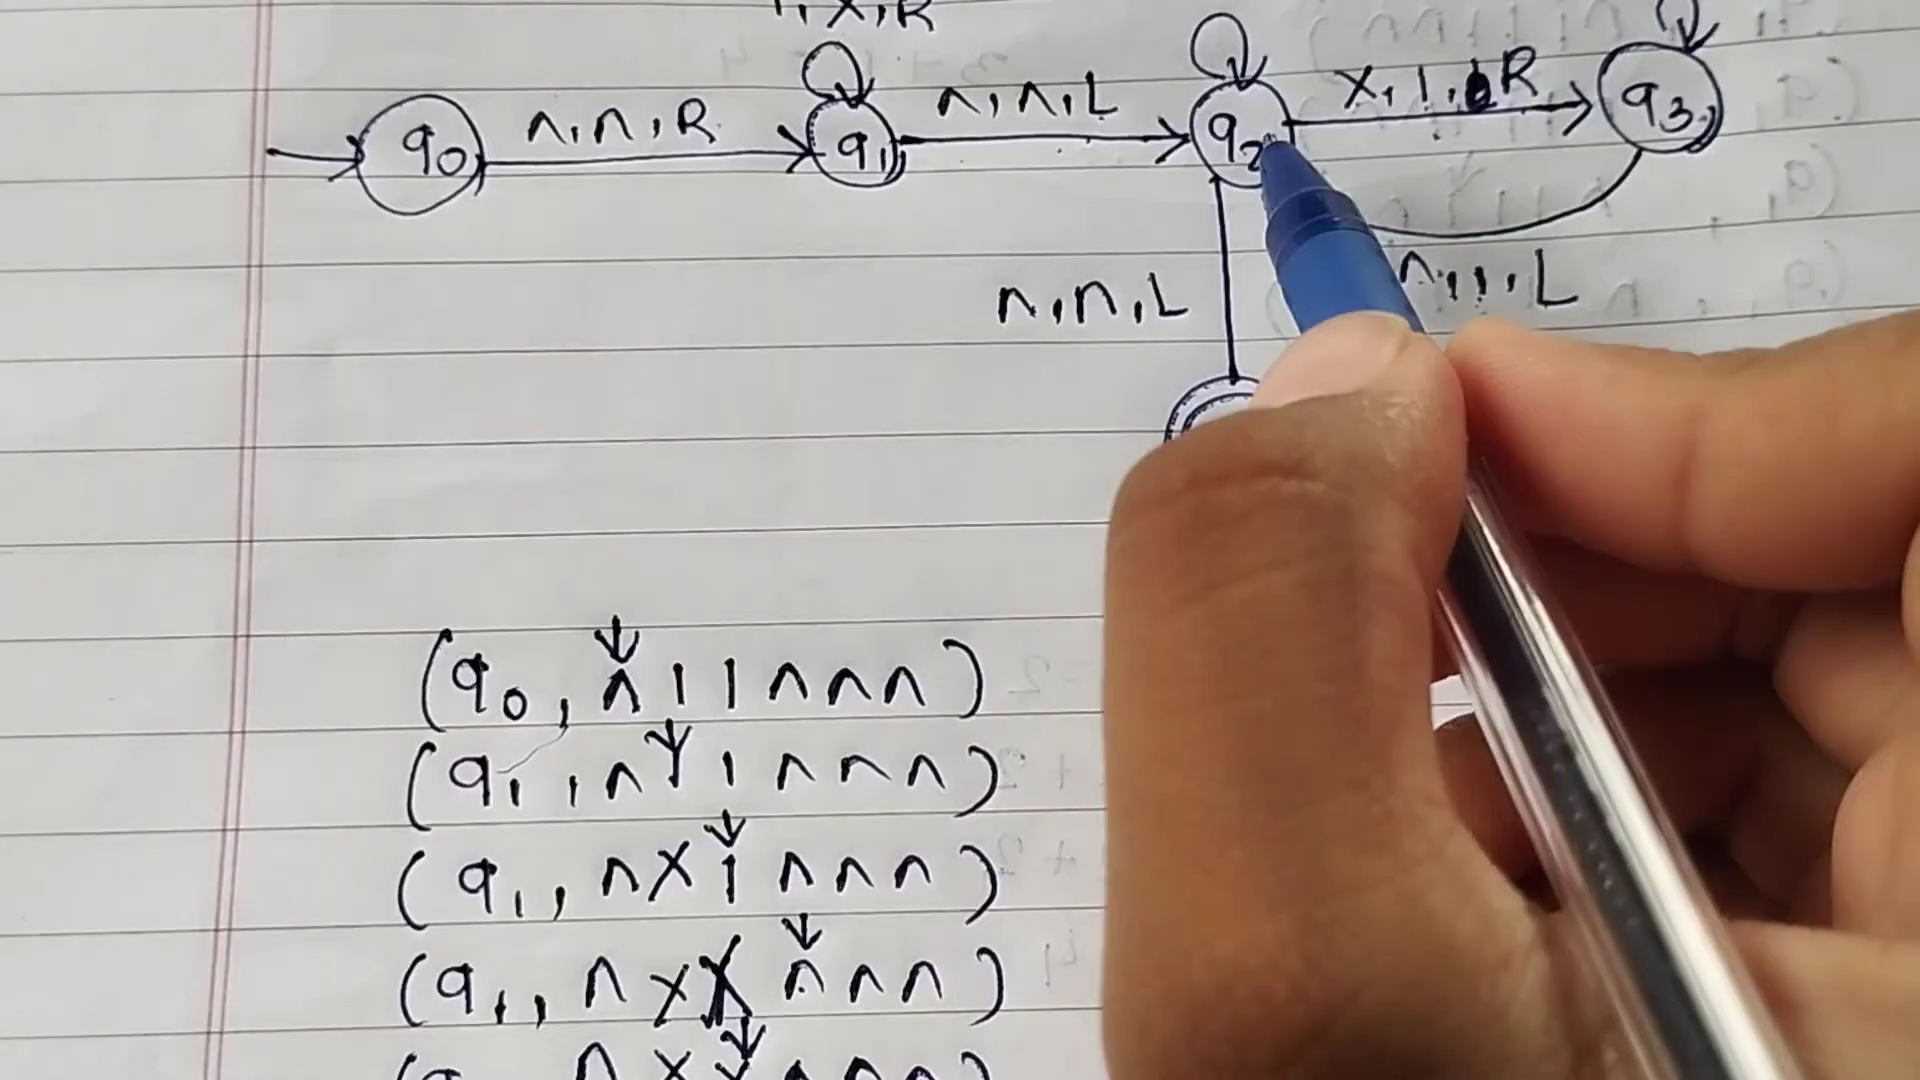 1, X, R
q0 ∧, ∧, R q1 ∧, ∧, L q2 X, 1, R q3
∧, ∧, L ∧, 1, L
(q0, ∧ 1 1 ∧ ∧ ∧)
(q1, ∧ 1 1 ∧ ∧ ∧)
(q1, ∧ X 1 ∧ ∧ ∧)
(q1, ∧ X X ∧ ∧ ∧)